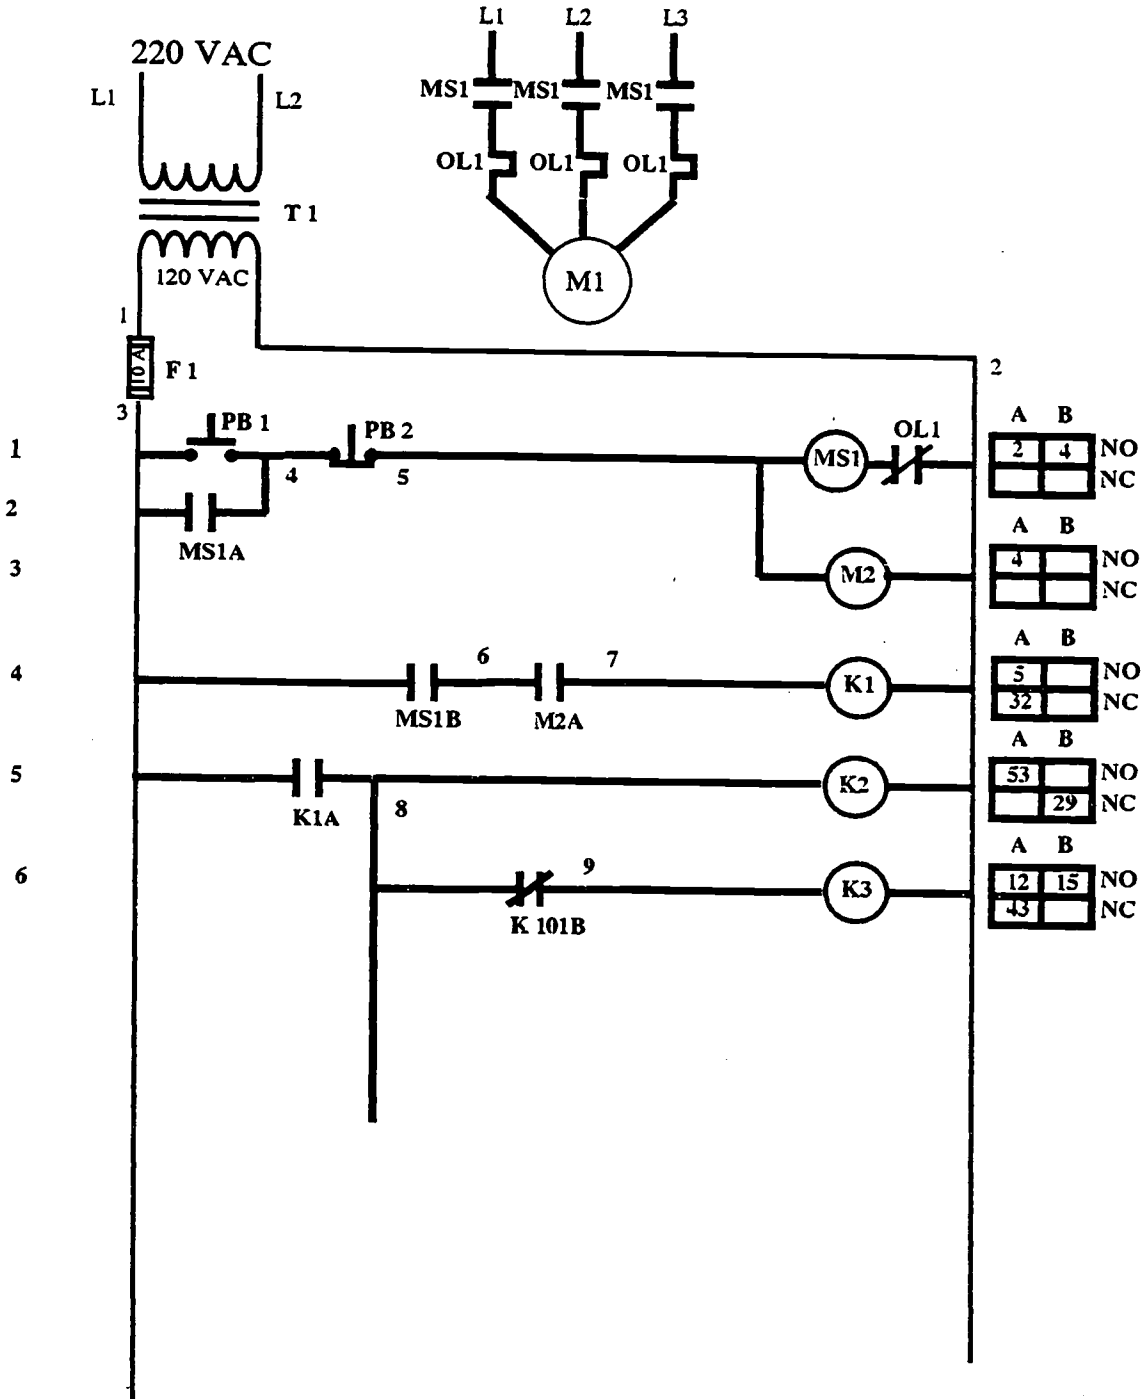 L1 L2 L3
220 VAC
L1 L2
MS1 MS1 MS1
OL1 OL1 OL1
T 1
120 VAC
M1
1
10 A
F 1
2
3
A B
PB 1 PB 2 OL1
1 4 5 MS1 2 4 NO
NC
2
MS1A
A B
3 M2 4 NO
NC
A B
4 6 7 K1 5 NO
MS1B M2A 32 NC
A B
5 K2 53 NO
K1A 8 29 NC
A B
6 9 K3 12 15 NO
K 101B 43 NC